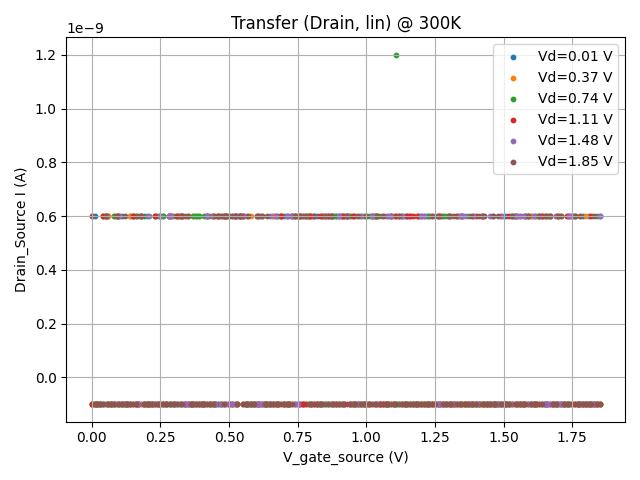 Transfer (Drain, lin) @ 300K
1e−9
Vd=0.01 V
Vd=0.37 V
Vd=0.74 V
Vd=1.11 V
Vd=1.48 V
Vd=1.85 V
Drain_Source I (A)
1.2
1.0
0.8
0.6
0.4
0.2
0.0
0.00 0.25 0.50 0.75 1.00 1.25 1.50 1.75
V_gate_source (V)